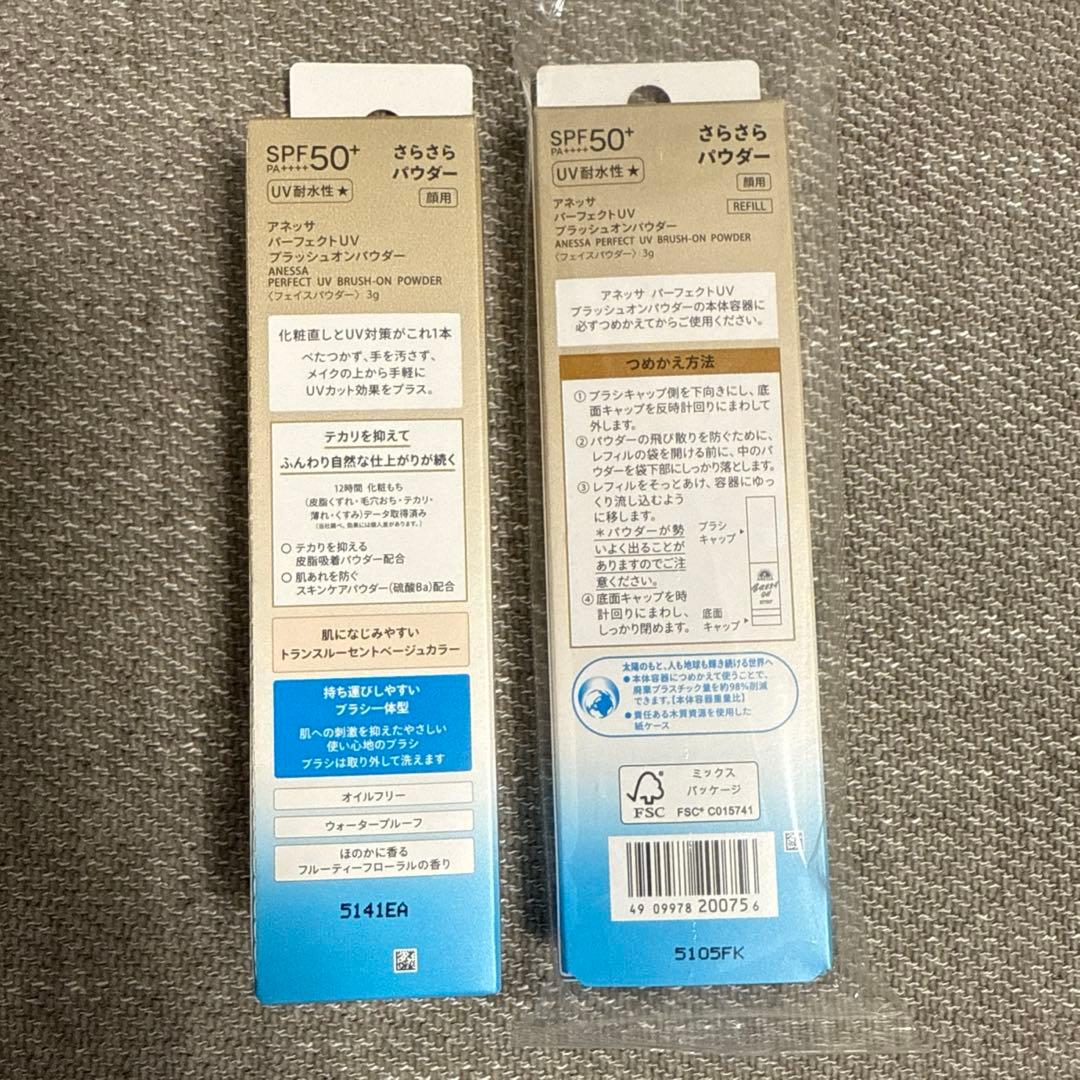 SPF50+
PA++++
さらさら
パウダー
UV耐水性★
顔用
アネッサ
パーフェクトUV
ブラッシュオンパウダー
ANESSA
PERFECT UV BRUSH-ON POWDER
〈フェイスパウダー〉3g
化粧直しとUV対策がこれ1本
べたつかず、手を汚さず、
メイクの上から手軽に
UVカット効果をプラス。
テカリを抑えて
ふんわり自然な仕上がりが続く
12時間 化粧もち
(皮脂くずれ・毛穴おち・テカリ・
薄れ・くすみ)データ取得済み
(当社調べ。効果には個人差があります。)
○ テカリを抑える
皮脂吸着パウダー配合
○ 肌あれを防ぐ
スキンケアパウダー(硫酸Ba)配合
肌になじみやすい
トランスルーセントベージュカラー
持ち運びしやすい
ブラシ一体型
肌への刺激を抑えたやさしい
使い心地のブラシ
ブラシは取り外して洗えます
オイルフリー
ウォータープルーフ
ほのかに香る
フルーティーフローラルの香り
5141EA
SPF50+
PA++++
さらさら
パウダー
UV耐水性★
顔用
REFILL
アネッサ
パーフェクトUV
ブラッシュオンパウダー
ANESSA PERFECT UV BRUSH-ON POWDER
〈フェイスパウダー〉3g
アネッサ パーフェクトUV
ブラッシュオンパウダーの本体容器に
必ずつめかえてからご使用ください。
つめかえ方法
① ブラシキャップ側を下向きにし、底
面キャップを反時計回りにまわして
外します。
② パウダーの飛び散りを防ぐために、
レフィルの袋を開ける前に、中のパ
ウダーを袋下部にしっかり落とします。
③ レフィルをそっとあけ、容器にゆっ
くり流し込むよう
に移します。
＊パウダーが勢
いよく出ることが
ありますのでご注
意ください。
④ 底面キャップを時
計回りにまわし、
しっかり閉めます。
ブラシ
キャップ
底面
キャップ
太陽のもと、人も地球も輝き続ける世界へ
●本体容器につめかえて使うことで、
廃棄プラスチック量を約98%削減
できます。【本体容器重量比】
●責任ある木質資源を使用した
紙ケース
FSC
ミックス
パッケージ
FSC® C015741
49 09978 20075 6
5105FK